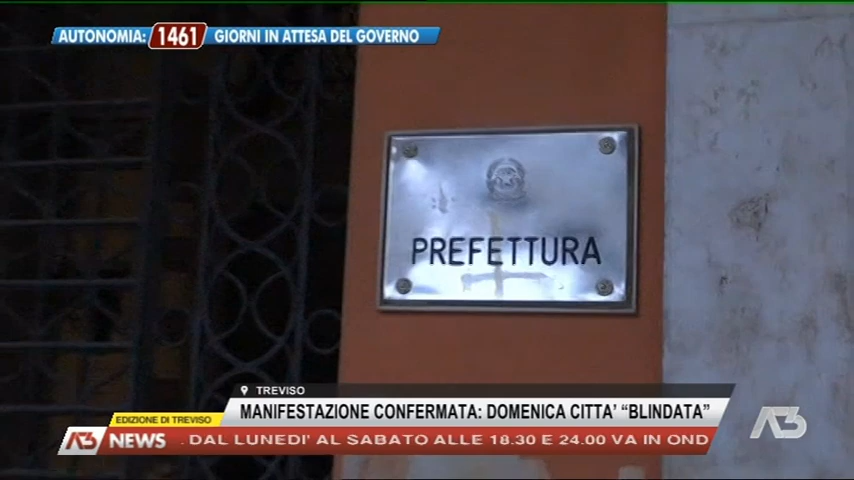 AUTONOMIA: 1461 GIORNI IN ATTESA DEL GOVERNO
PREFETTURA
TREVISO
MANIFESTAZIONE CONFERMATA: DOMENICA CITTA' “BLINDATA”
EDIZIONE DI TREVISO
A3 NEWS
. DAL LUNEDI' AL SABATO ALLE 18.30 E 24.00 VA IN OND
A3